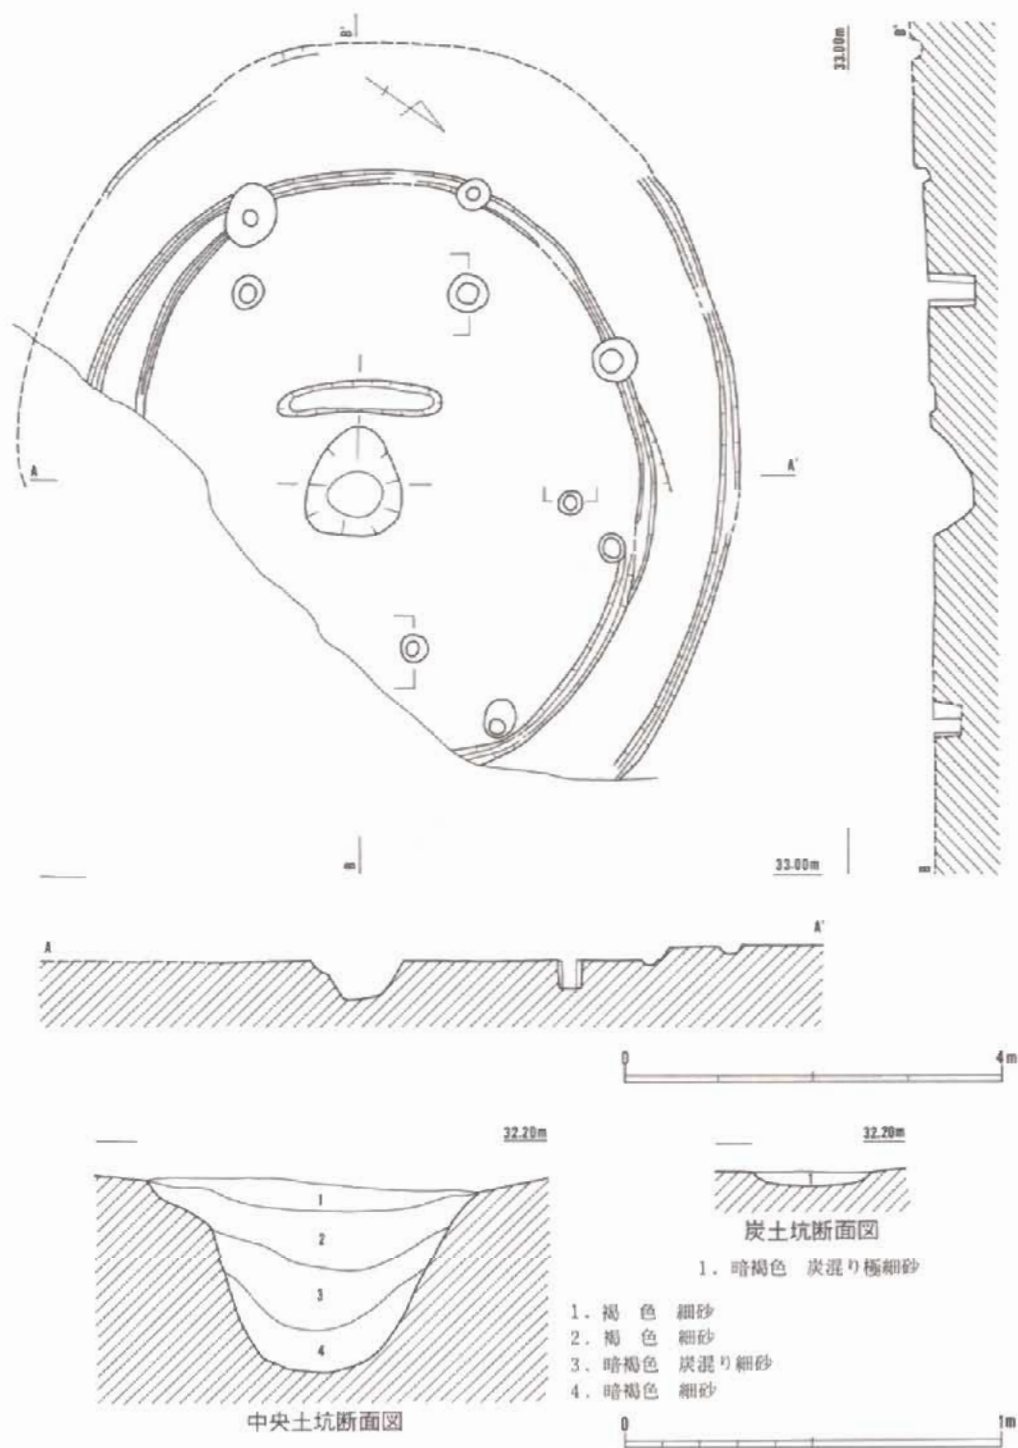 B'
33.00m
B'
A
A'
B
33.00m
B
A
A'
0 4m
32.20m
32.20m
1
2
3
4
1
炭土坑断面図
1. 暗褐色 炭混り極細砂
1. 褐色 細砂
2. 褐色 細砂
3. 暗褐色 炭混り細砂
4. 暗褐色 細砂
中央土坑断面図
0 1m